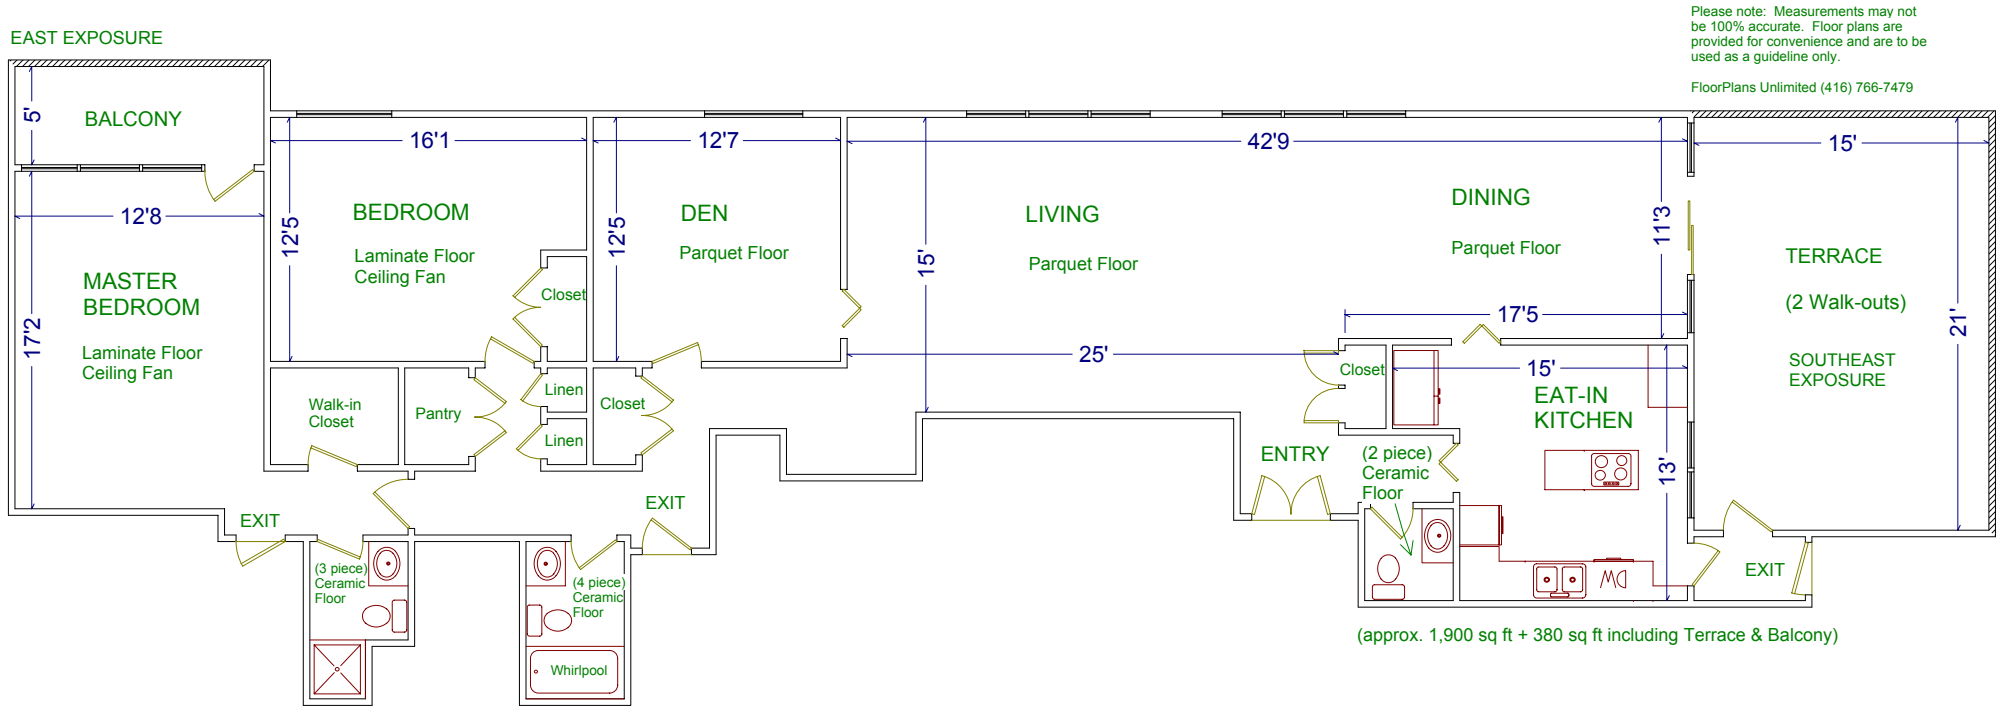 Please note: Measurements may not
be 100% accurate. Floor plans are
provided for convenience and are to be
used as a guideline only.
FloorPlans Unlimited (416) 766-7479
EAST EXPOSURE
5'
BALCONY
16'1
12'7
42'9
15'
12'8
12'5
BEDROOM
Laminate Floor
Ceiling Fan
12'5
DEN
Parquet Floor
15'
LIVING
Parquet Floor
DINING
Parquet Floor
11'3
TERRACE
(2 Walk-outs)
21'
SOUTHEAST
EXPOSURE
MASTER
BEDROOM
17'2
Laminate Floor
Ceiling Fan
Closet
17'5
25'
Closet
15'
EAT-IN
KITCHEN
13'
Walk-in
Closet
Pantry
Linen
Linen
Closet
ENTRY
(2 piece)
Ceramic
Floor
EXIT
EXIT
(3 piece)
Ceramic
Floor
(4 piece)
Ceramic
Floor
DW
EXIT
Whirlpool
(approx. 1,900 sq ft + 380 sq ft including Terrace & Balcony)